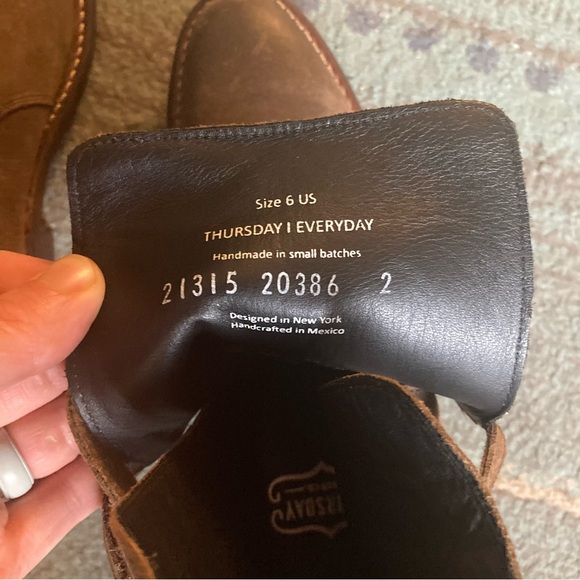 Size 6 US
THURSDAY | EVERYDAY
Handmade in small batches
21315 20386 2
Designed in New York
Handcrafted in Mexico
RSDAY